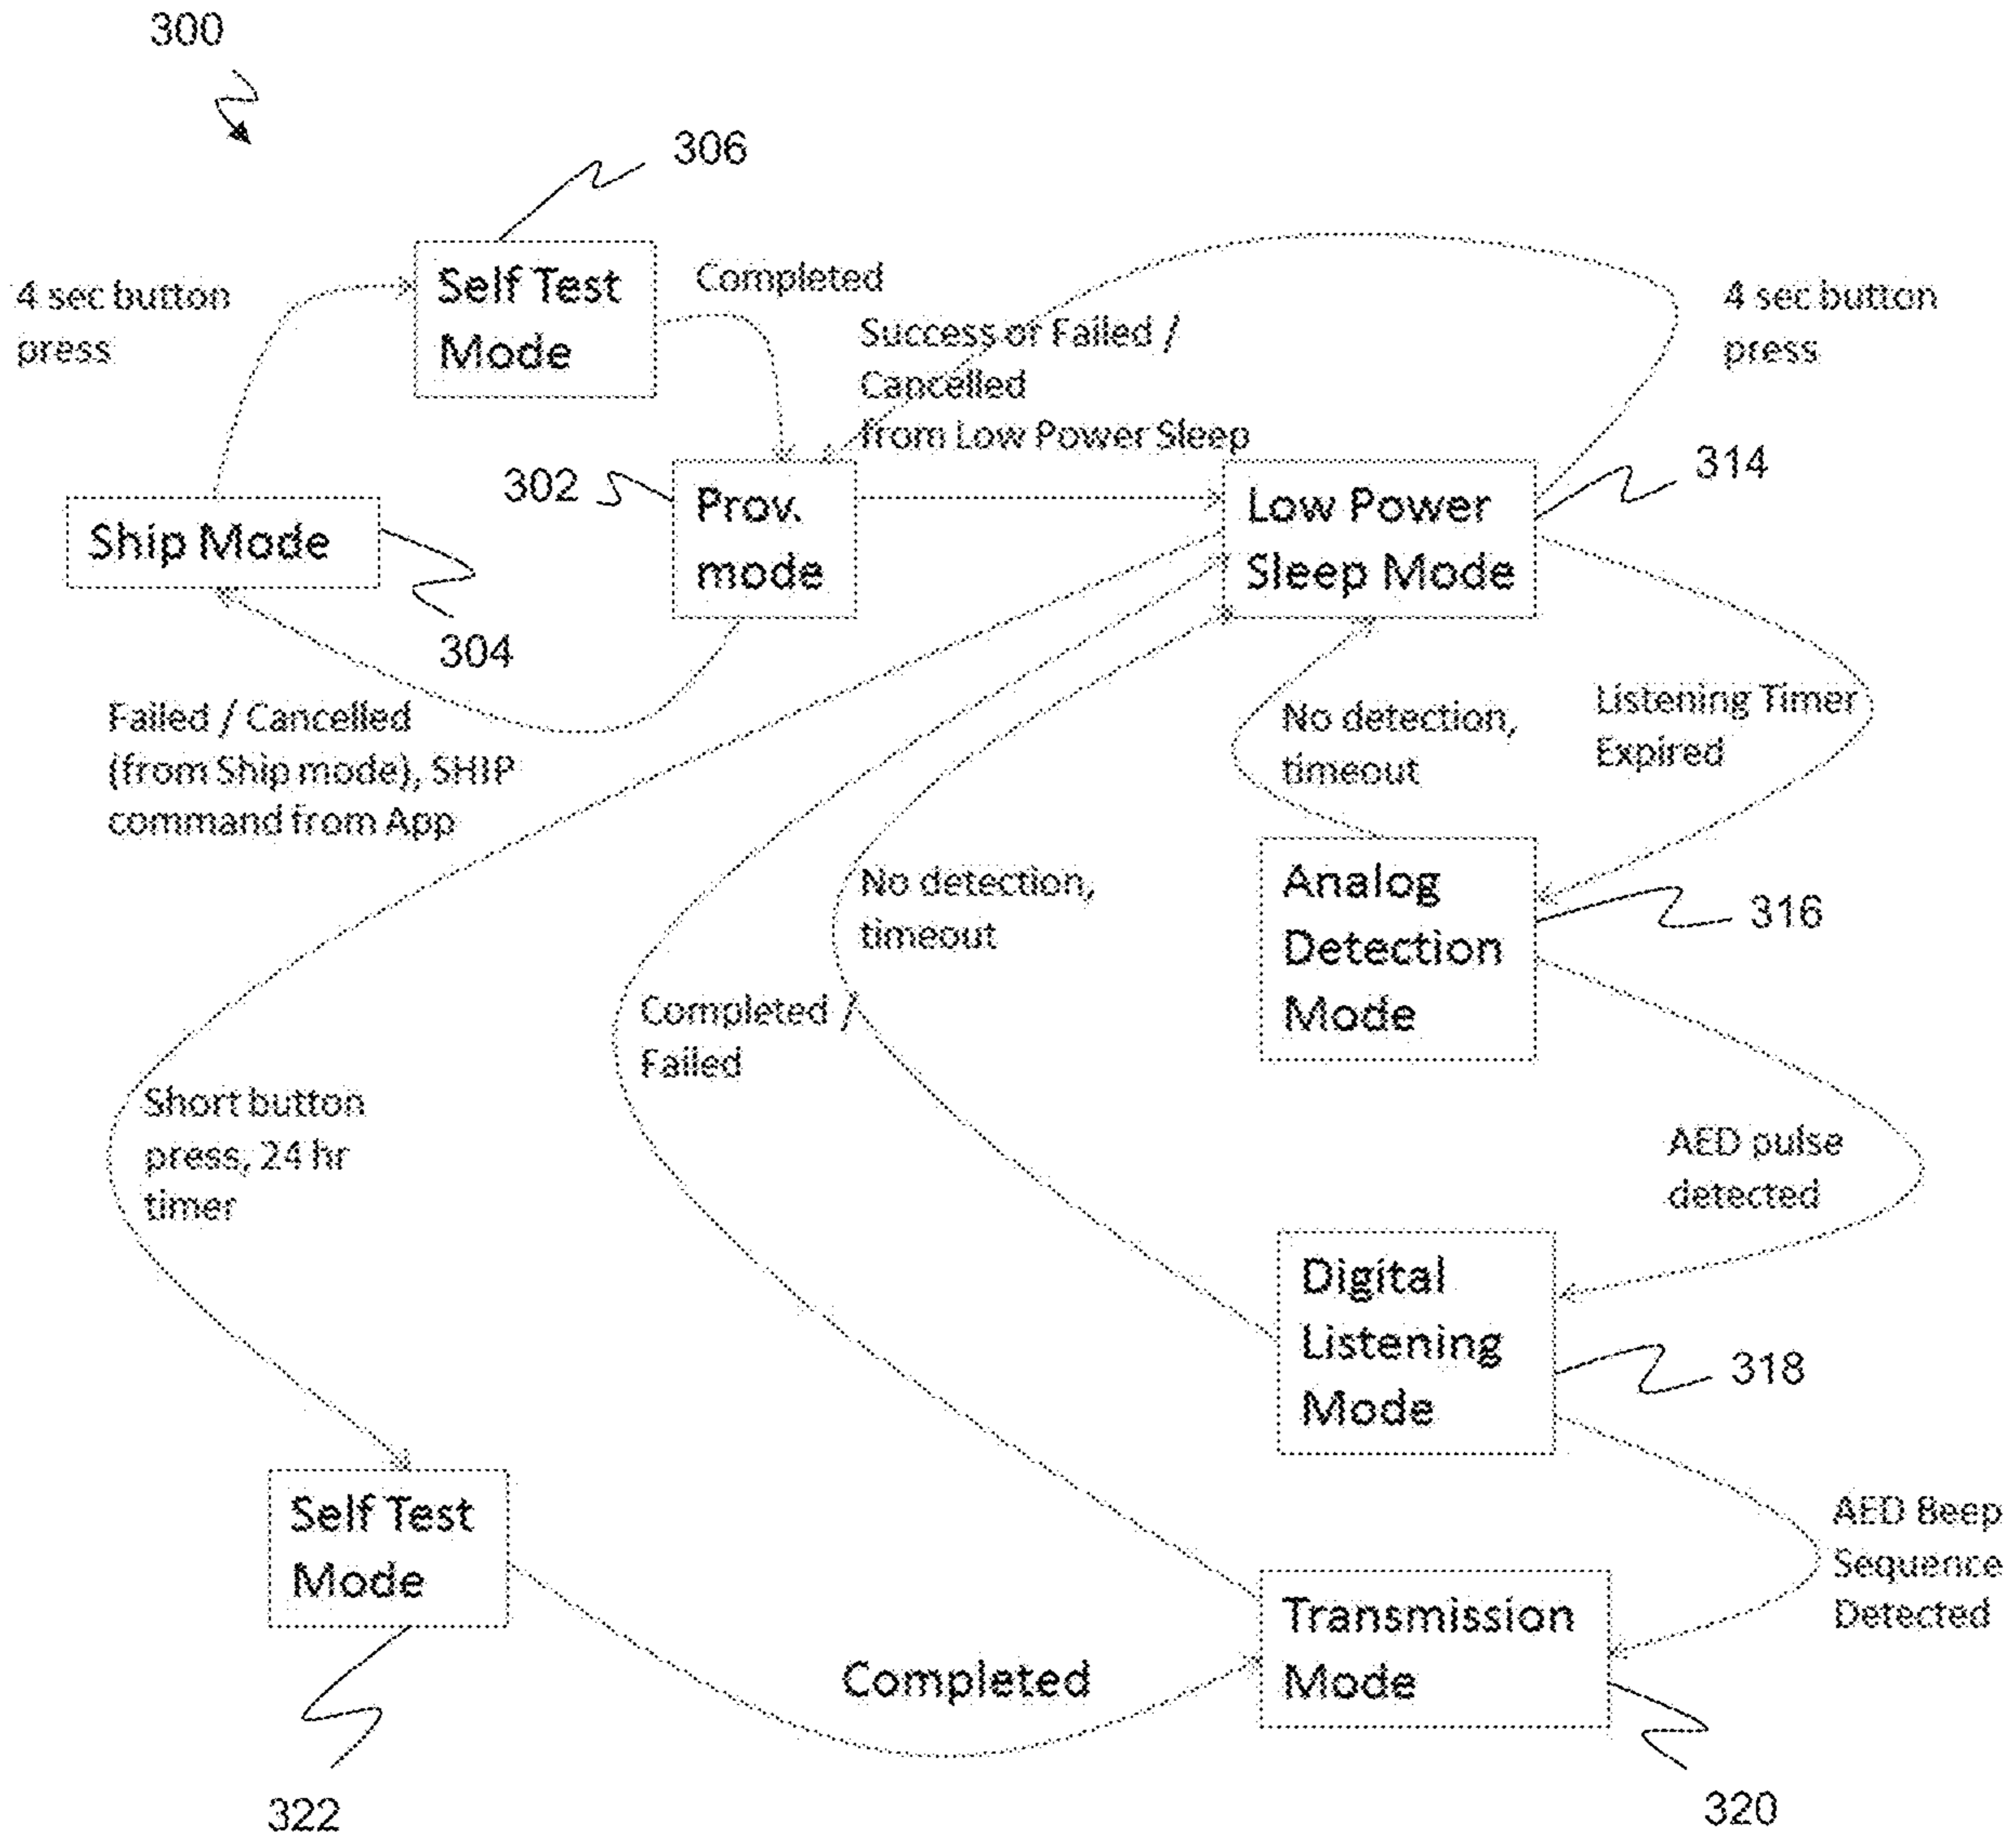 300
306
Self Test
Mode
Completed
4 sec button
press
Success or Failed /
Cancelled
from Low Power Sleep
4 sec button
press
302
Prov.
mode
Low Power
Sleep Mode
314
Ship Mode
304
Failed / Cancelled
(from Ship mode), SHIP
command from App
No detection,
timeout
Listening Timer
Expired
No detection,
timeout
Analog
Detection
Mode
316
Completed /
Failed
Short button
press, 24 hr
timer
AED pulse
detected
Digital
Listening
Mode
318
Self Test
Mode
AED Beep
Sequence
Detected
Transmission
Mode
Completed
322
320